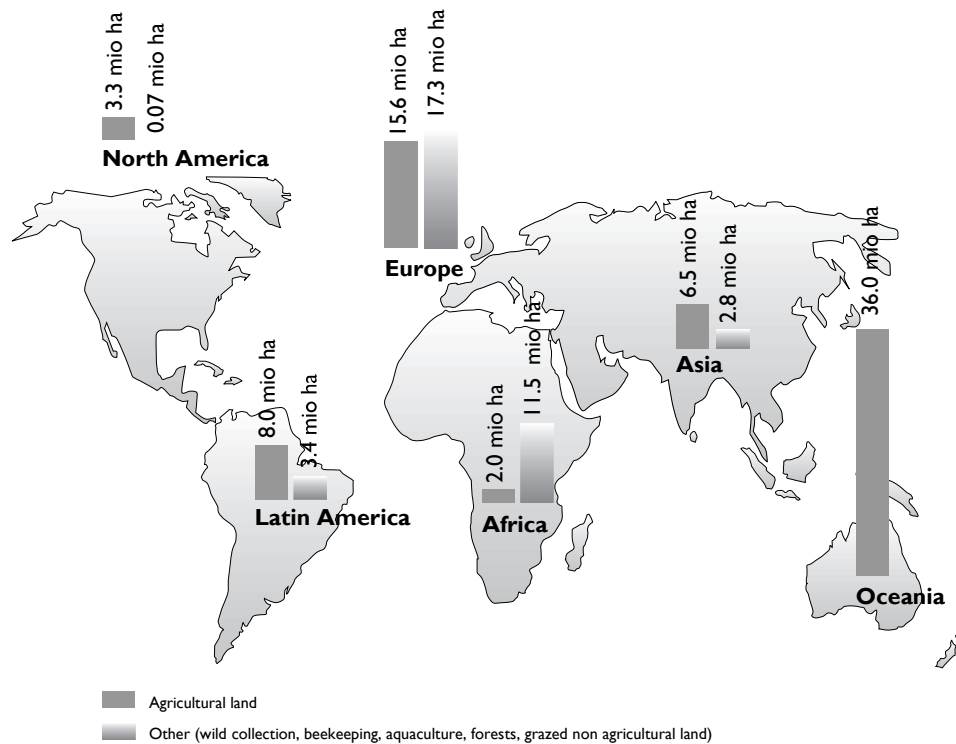 3.3 mio ha
0.07 mio ha
North America
15.6 mio ha
17.3 mio ha
Europe
6.5 mio ha
2.8 mio ha
Asia
36.0 mio ha
Oceania
8.0 mio ha
3.4 mio ha
Latin America
2.0 mio ha
11.5 mio ha
Africa
Agricultural land
Other (wild collection, beekeeping, aquaculture, forests, grazed non agricultural land)